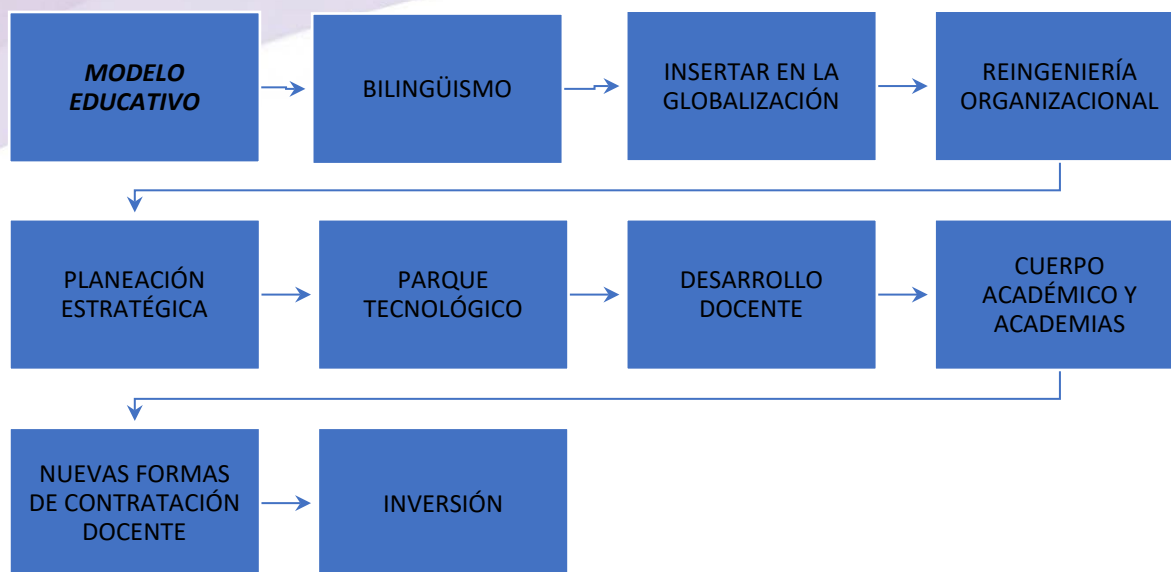 MODELO
EDUCATIVO
BILINGÜISMO
INSERTAR EN LA
GLOBALIZACIÓN
REINGENIERÍA
ORGANIZACIONAL
PLANEACIÓN
ESTRATÉGICA
PARQUE
TECNOLÓGICO
DESARROLLO
DOCENTE
CUERPO
ACADÉMICO Y
ACADEMIAS
NUEVAS FORMAS
DE CONTRATACIÓN
DOCENTE
INVERSIÓN